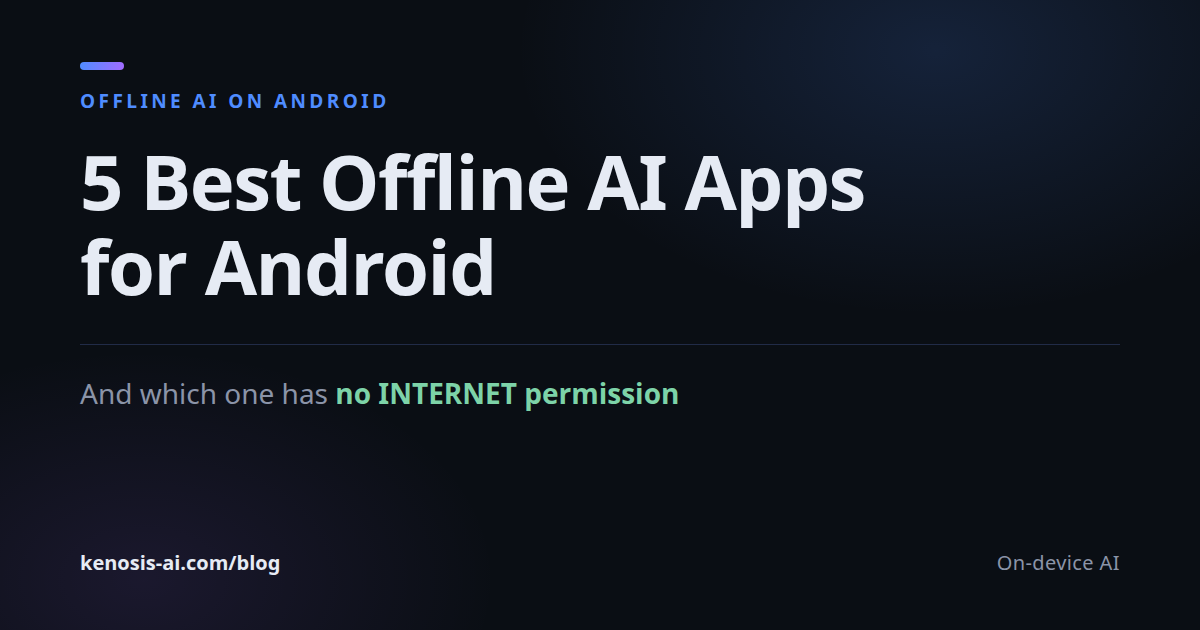 OFFLINE AI ON ANDROID
5 Best Offline AI Apps
for Android
And which one has no INTERNET permission
kenosis-ai.com/blog
On-device AI